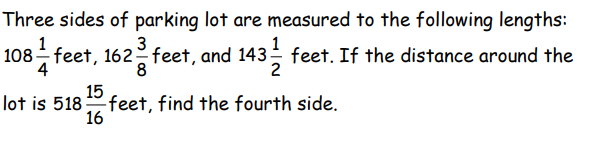 Three sides of parking lot are measured to the following lengths:
108 1/4 feet, 162 3/8 feet, and 143 1/2 feet. If the distance around the
lot is 518 15/16 feet, find the fourth side.